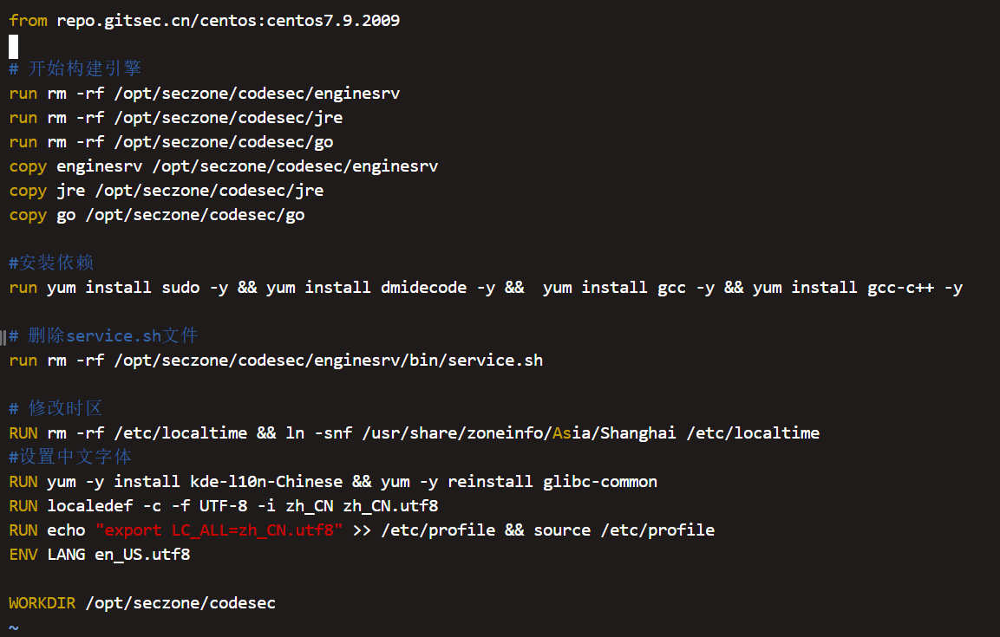 from repo.gitsec.cn/centos:centos7.9.2009
# 开始构建引擎
run rm -rf /opt/seczone/codesec/enginesrv
run rm -rf /opt/seczone/codesec/jre
run rm -rf /opt/seczone/codesec/go
copy enginesrv /opt/seczone/codesec/enginesrv
copy jre /opt/seczone/codesec/jre
copy go /opt/seczone/codesec/go
#安装依赖
run yum install sudo -y && yum install dmidecode -y &&  yum install gcc -y && yum install gcc-c++ -y
# 删除service.sh文件
run rm -rf /opt/seczone/codesec/enginesrv/bin/service.sh
# 修改时区
RUN rm -rf /etc/localtime && ln -snf /usr/share/zoneinfo/Asia/Shanghai /etc/localtime
#设置中文字体
RUN yum -y install kde-l10n-Chinese && yum -y reinstall glibc-common
RUN localedef -c -f UTF-8 -i zh_CN zh_CN.utf8
RUN echo "export LC_ALL=zh_CN.utf8" >> /etc/profile && source /etc/profile
ENV LANG en_US.utf8
WORKDIR /opt/seczone/codesec
~